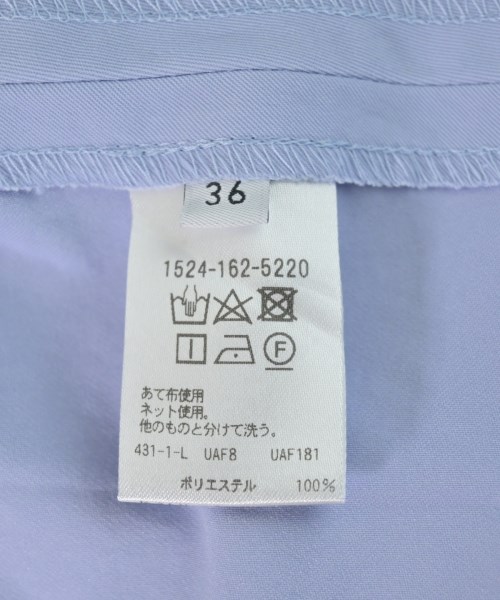 36
1524-162-5220
F
あて布使用
ネット使用。
他のものと分けて洗う。
431-1-L UAF8 UAF181
ポリエステル 100%